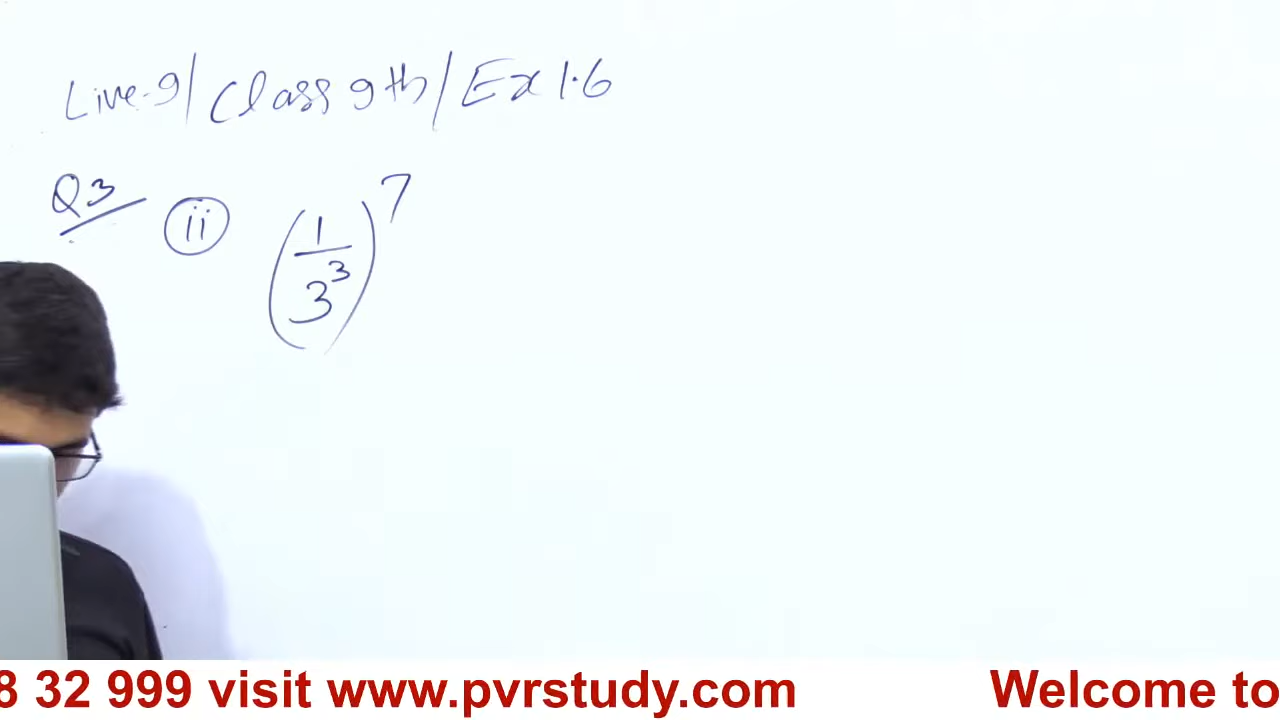 Live-9/Class 9th/Ex 1.6
Q3 (ii) (1/3^3)^7
8 32 999 visit www.pvrstudy.com Welcome to